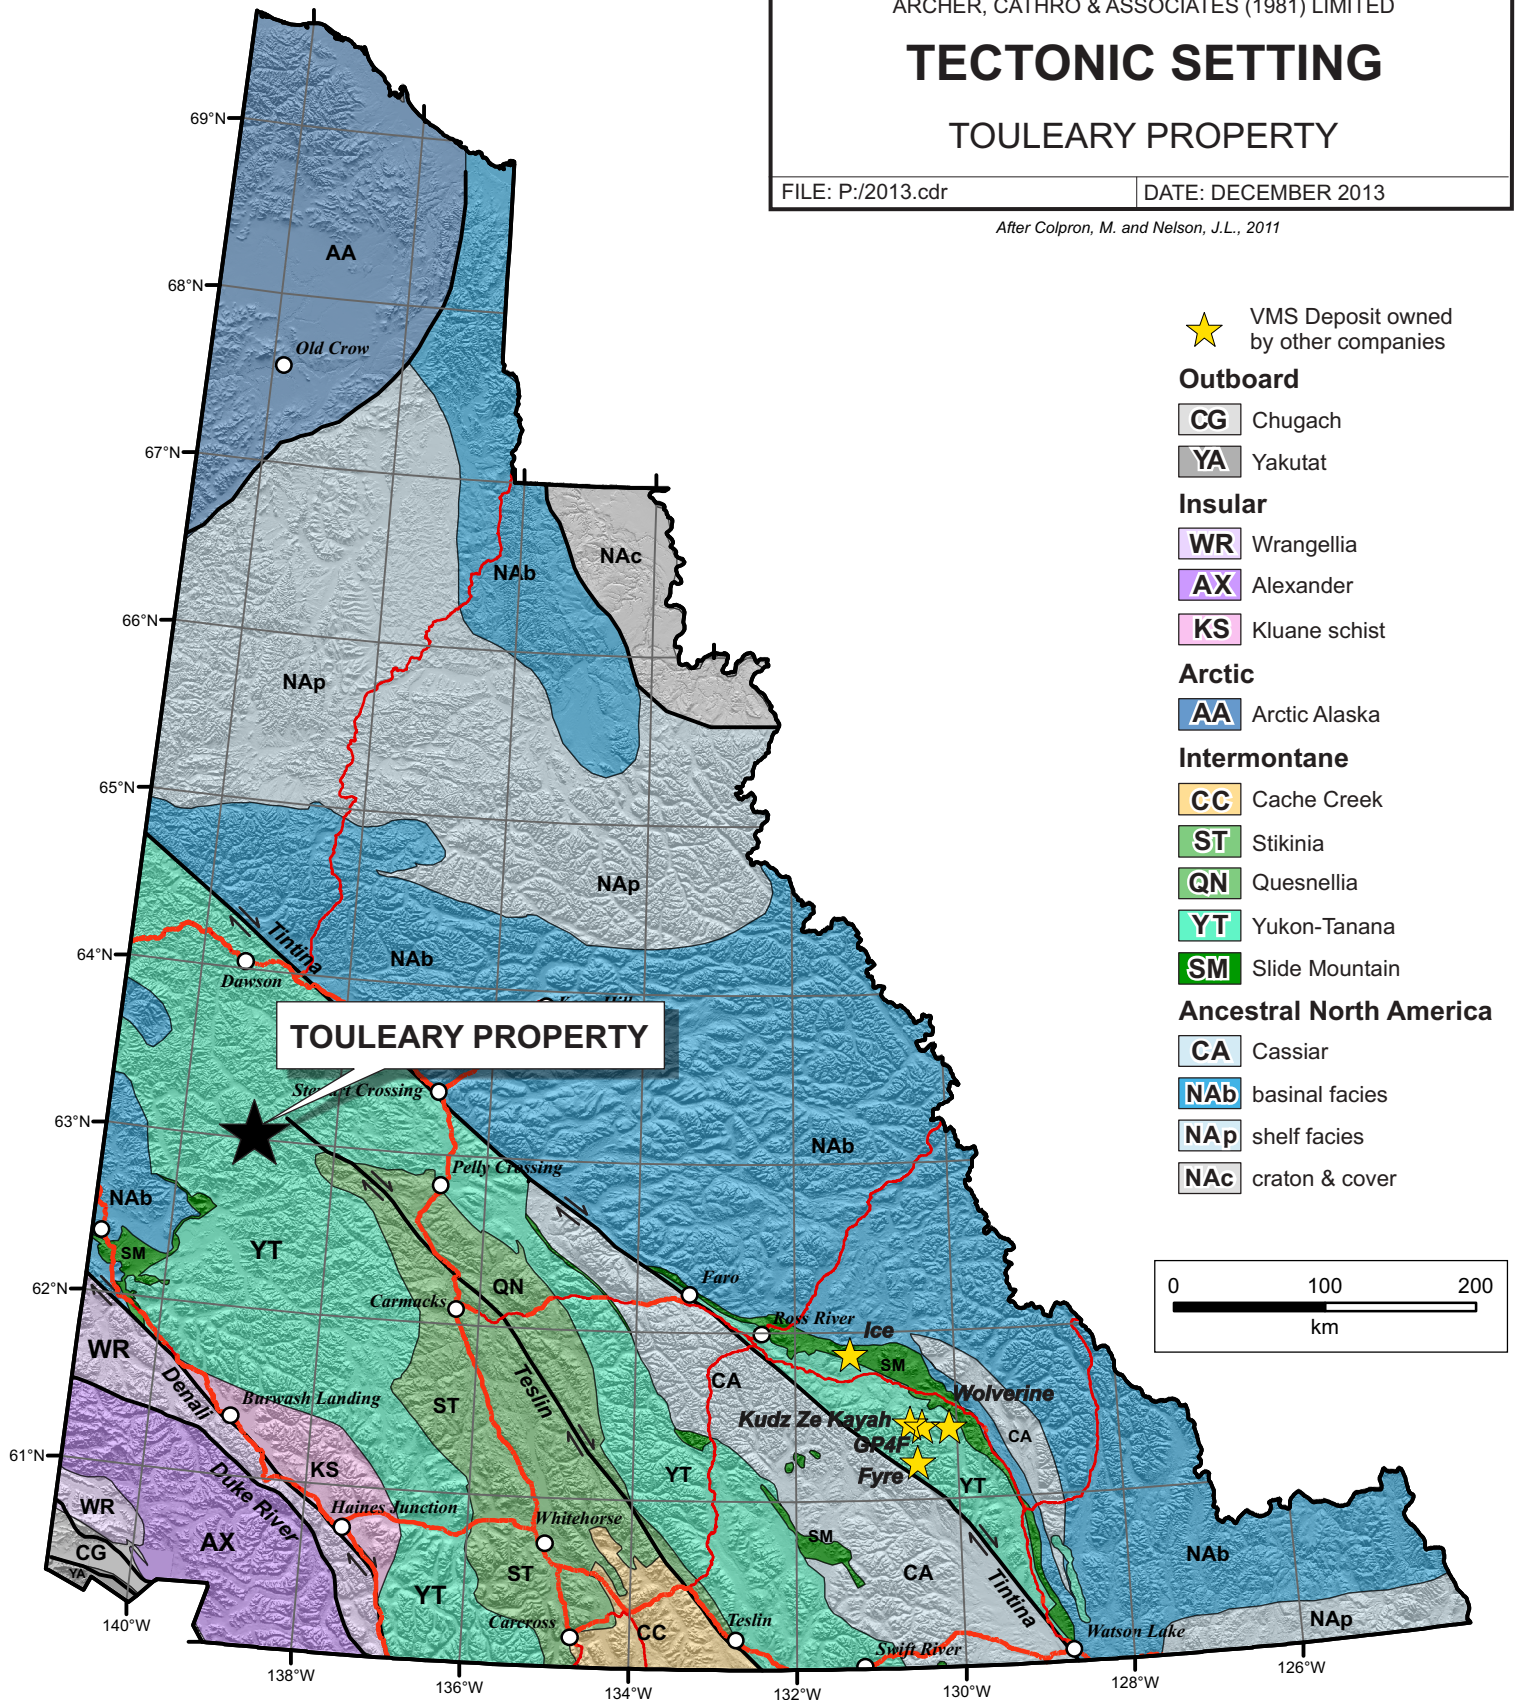 ARCHER, CATHRO & ASSOCIATES (1981) LIMITED
TECTONIC SETTING
TOULEARY PROPERTY
FILE: P:/2013.cdr
DATE: DECEMBER 2013
After Colpron, M. and Nelson, J.L., 2011
VMS Deposit owned
by other companies
Outboard
CG Chugach
YA Yakutat
Insular
WR Wrangellia
AX Alexander
KS Kluane schist
Arctic
AA Arctic Alaska
Intermontane
CC Cache Creek
ST Stikinia
QN Quesnellia
YT Yukon-Tanana
SM Slide Mountain
Ancestral North America
CA Cassiar
NAb basinal facies
NAp shelf facies
NAc craton & cover
0 100 200
km
69°N
AA
68°N
Old Crow
67°N
NAc
NAb
66°N
NAp
65°N
NAp
Tintina
64°N
NAb
Dawson
TOULEARY PROPERTY
Stewart Crossing
63°N
NAb
Pelly Crossing
NAb
YT
SM
62°N
QN
Faro
Carmacks
Ross River
Ice
WR
SM
Denali
CA
Teslin
Wolverine
Burwash Landing
ST
Kudz Ze Kayah
CA
GP4F
61°N
KS
YT
Fyre
YT
Duke River
WR
Haines Junction
Whitehorse
AX
SM
CG
NAb
YA
ST
CA
YT
Tintina
140°W
Carcross
CC
Teslin
Swift River
Watson Lake
NAp
138°W
136°W
134°W
132°W
130°W
128°W
126°W